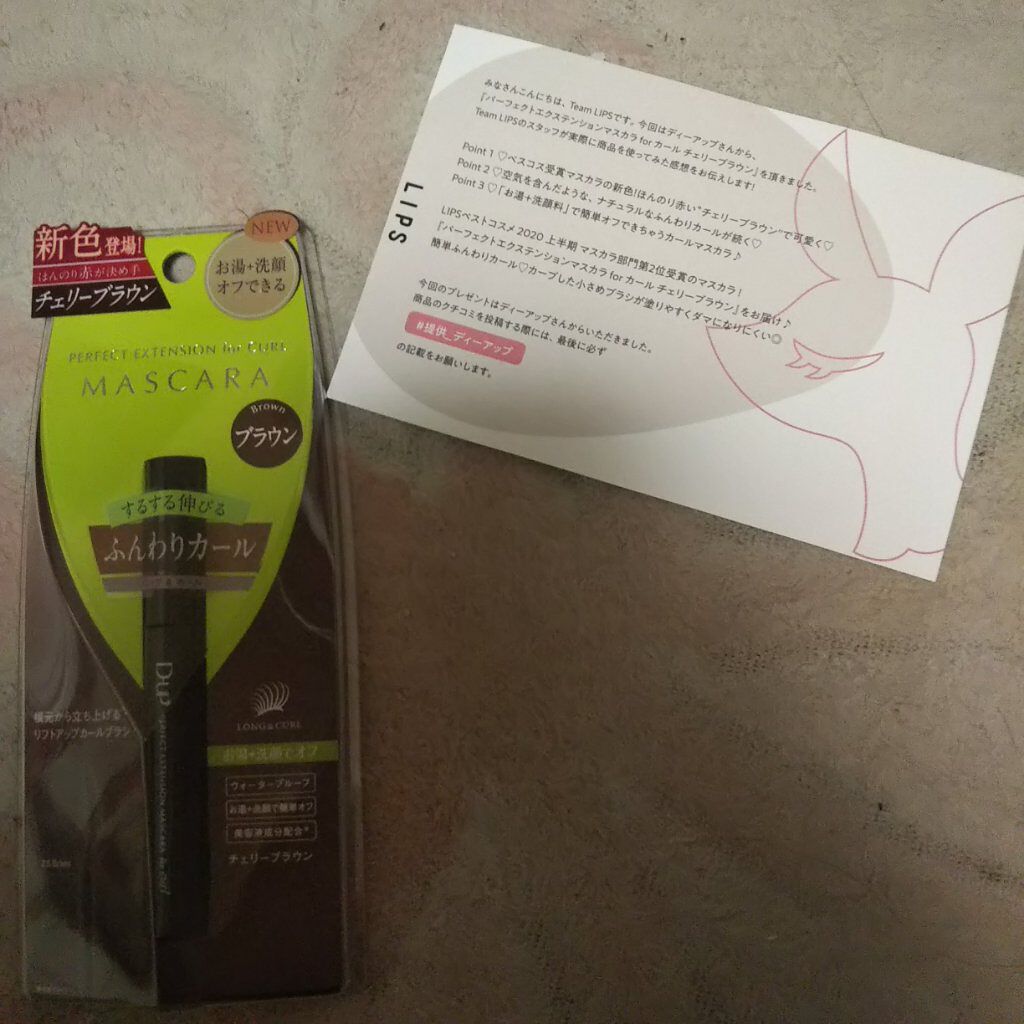 新色登場!
ほんのり赤が決め手
チェリーブラウン
NEW
お湯+洗顔
オフできる
PERFECT EXTENSION for CURL
MASCARA
Brown
ブラウン
するする伸びる
ふんわりカール
D-UP
PERFECT EXTENSION MASCARA for curl
根元から立ち上げる
リフトアップカールブラシ
LONG&CURL
お湯+洗顔でオフ
ウォータープルーフ
お湯+洗顔で簡単オフ
美容液成分配合*
チェリーブラウン
LIPS
みなさんこんにちは、Team LIPSです。今回はディーアップさんから、
『パーフェクトエクステンションマスカラ for カール チェリーブラウン』を頂きました。
Team LIPSのスタッフが実際に商品を使ってみた感想をお伝えします!
Point 1 ♡ベスコス受賞マスカラの新色!ほんのり赤い"チェリーブラウン"で可愛く♡
Point 2 ♡空気を含んだような、ナチュラルなふんわりカールが続く♡
Point 3 ♡「お湯+洗顔料」で簡単オフできちゃうカールマスカラ♪
LIPSベストコスメ 2020 上半期 マスカラ部門第2位受賞のマスカラ!
『パーフェクトエクステンションマスカラ for カール チェリーブラウン』をお届け♪
簡単ふんわりカール♡カーブした小さめブラシが塗りやすくダマになりにくい◎
今回のプレゼントはディーアップさんからいただきました。
商品のクチコミを投稿する際には、最後に必ず
#提供_ディーアップ
の記載をお願いします。